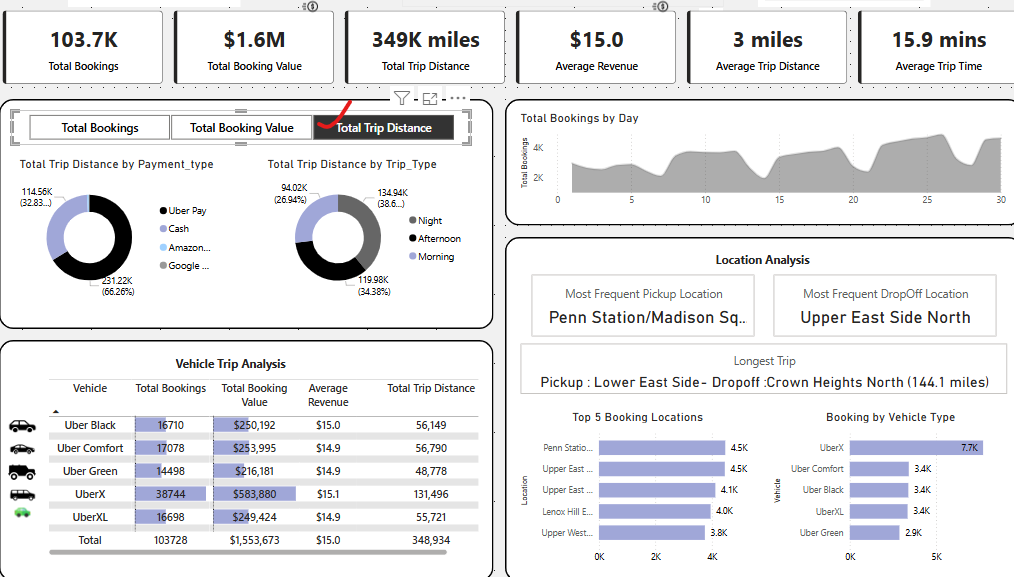 103.7K
Total Bookings
$1.6M
Total Booking Value
349K miles
Total Trip Distance
$15.0
Average Revenue
3 miles
Average Trip Distance
15.9 mins
Average Trip Time
Total Bookings
Total Booking Value
Total Trip Distance
Total Trip Distance by Payment_type
114.56K
(32.83...)
231.22K
(66.26%)
Uber Pay
Cash
Amazon...
Google ...
Total Trip Distance by Trip_Type
94.02K
(26.94%)
134.94K
(38.6...)
119.98K
(34.38%)
Night
Afternoon
Morning
Total Bookings by Day
Total Bookings
4K
2K
0 5 10 15 20 25 30
Vehicle Trip Analysis
Vehicle Total Bookings Total Booking Value Average Revenue Total Trip Distance
Uber Black 16710 $250,192 $15.0 56,149
Uber Comfort 17078 $253,995 $14.9 56,790
Uber Green 14498 $216,181 $14.9 48,778
UberX 38744 $583,880 $15.1 131,496
UberXL 16698 $249,424 $14.9 55,721
Total 103728 $1,553,673 $15.0 348,934
Location Analysis
Most Frequent Pickup Location
Penn Station/Madison Sq..
Most Frequent DropOff Location
Upper East Side North
Longest Trip
Pickup : Lower East Side- Dropoff :Crown Heights North (144.1 miles)
Top 5 Booking Locations
Location
Penn Statio... 4.5K
Upper East ... 4.5K
Upper East ... 4.1K
Lenox Hill E... 4.0K
Upper West... 3.8K
0K 2K 4K
Booking by Vehicle Type
Vehicle
UberX 7.7K
Uber Comfort 3.4K
Uber Black 3.4K
UberXL 3.4K
Uber Green 2.9K
0K 5K